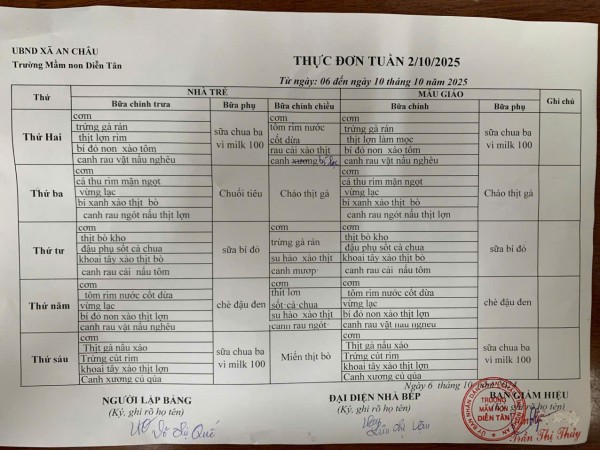 UBND XÃ AN CHÂU
Trường Mầm non Diễn Tân
THỰC ĐƠN TUẦN 2/10/2025
Từ ngày: 06 đến ngày 10 tháng 10 năm 2025
Thứ NHÀ TRẺ MẪU GIÁO Ghi chú
Bữa chính trưa Bữa phụ Bữa chính chiều Bữa chính Bữa phụ
Thứ Hai
cơm
trứng gà rán
thịt lợn rim
bí đỏ non xào tôm
canh rau vặt nấu nghêu
sữa chua ba vì milk 100
cơm
tôm rim nước cốt dừa
rau cải xào thịt
canh xương bí
cơm
trứng gà rán
thịt lợn làm mọc
bí đỏ non xào tôm
canh rau vặt nấu nghêu
sữa chua ba vì milk 100
Thứ ba
cơm
cá thu rim mặn ngọt
vừng lạc
bí xanh xào thịt bò
canh rau ngót nấu thịt lợn
Chuối tiêu
Cháo thịt gà
cơm
cá thu rim mặn ngọt
vừng lạc
bí xanh xào thịt bò
canh rau ngót nấu thịt lợn
Cháo thịt gà
Thứ tư
cơm
thịt bò kho
đậu phụ sốt cà chua
khoai tây xào thịt bò
canh rau cải nấu tôm
sữa bí đỏ
cơm
trứng gà rán
su hào xào thịt
canh mướp
cơm
thịt bò kho
đậu phụ sốt cà chua
khoai tây xào thịt bò
canh rau cải nấu tôm
sữa bí đỏ
Thứ năm
cơm
tôm rim nước cốt dừa
vừng lạc
bí đỏ non xào thịt lợn
canh rau vặt nấu nghêu
chè đậu đen
cơm
thịt lợn
sốt cà chua
su hào xào thịt
canh rau ngót
cơm
tôm rim nước cốt dừa
vừng lạc
bí đỏ non xào thịt lợn
canh rau vặt nấu nghêu
chè đậu đen
Thứ sáu
Cơm
Thịt gà nấu xáo
Trứng cút rim
khoai tây xào thịt lợn
Canh xương củ quả
sữa chua ba vì milk 100
Miến thịt bò
Cơm
Thịt gà nấu xáo
Trứng cút rim
khoai tây xào thịt lợn
Canh xương củ quả
sữa chua ba vì milk 100
Ngày 6 tháng 10
NGƯỜI LẬP BẢNG ĐẠI DIỆN NHÀ BẾP BAN GIÁM HIỆU
(Ký, ghi rõ họ tên) (Ký, ghi rõ họ tên) ghi rõ họ tên)
TRƯỜNG
MẦM NON
DIỄN TÂN
Trần Thị Thủy